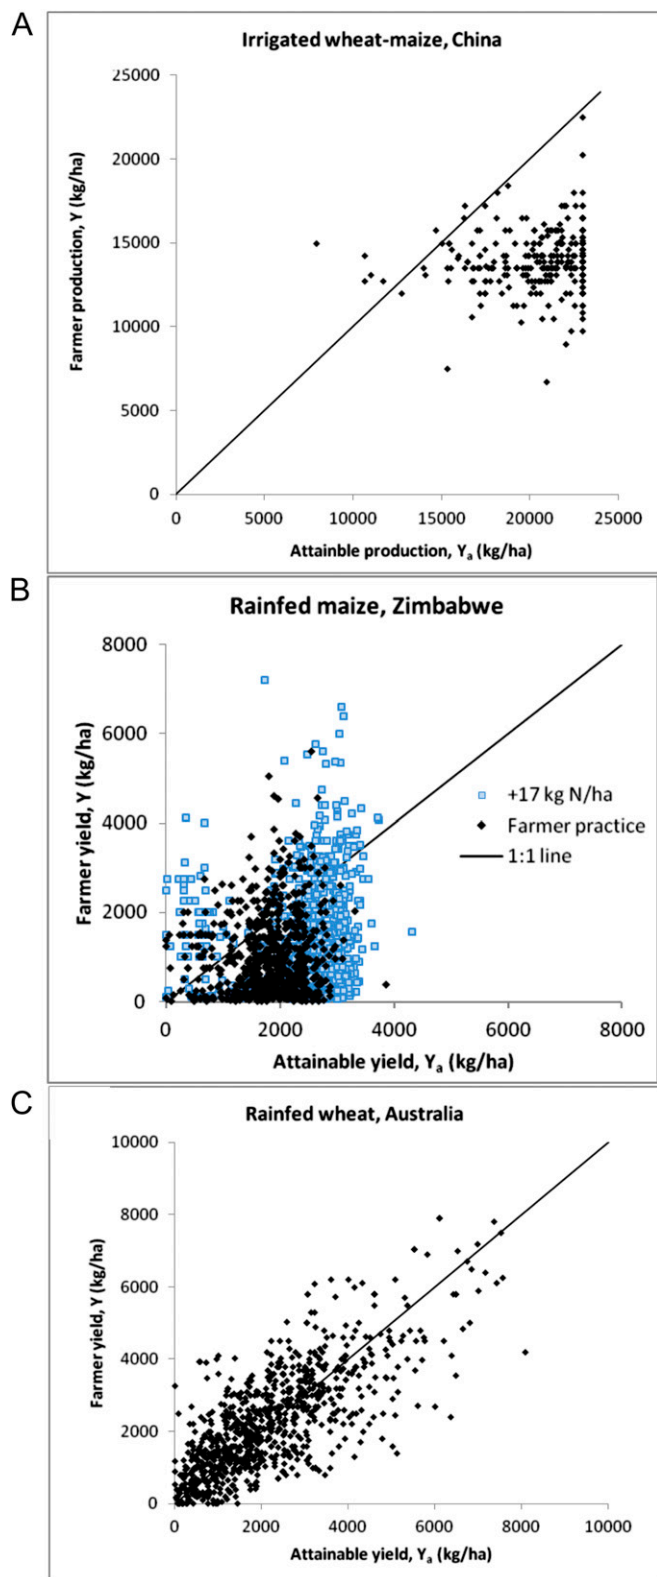 A
Irrigated wheat-maize, China
Farmer production, Y (kg/ha)
25000
20000
15000
10000
5000
0
0 5000 10000 15000 20000 25000
Attainble production, Yₐ (kg/ha)
B
Rainfed maize, Zimbabwe
Farmer yield, Y (kg/ha)
8000
6000
4000
2000
0
+17 kg N/ha
Farmer practice
1:1 line
0 2000 4000 6000 8000
Attainable yield, Yₐ (kg/ha)
C
Rainfed wheat, Australia
Farmer yield, Y (kg/ha)
10000
8000
6000
4000
2000
0
0 2000 4000 6000 8000 10000
Attainable yield, Yₐ (kg/ha)